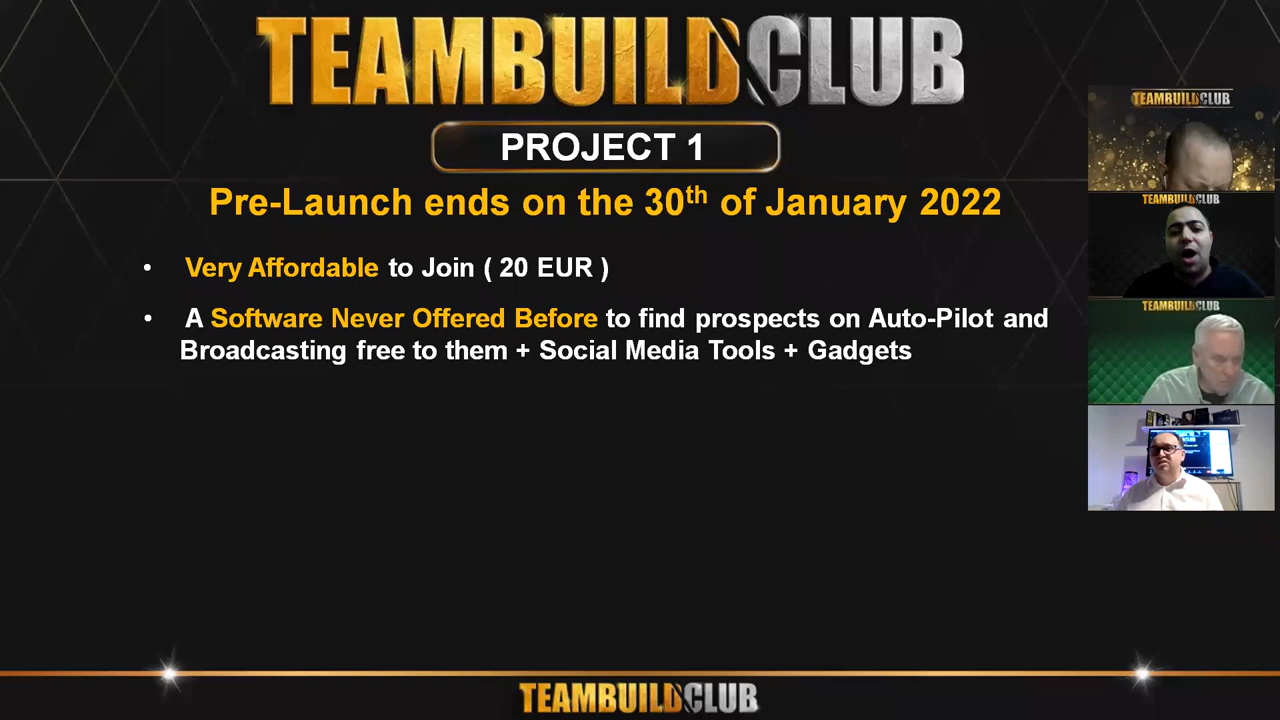 TEAMBUILDCLUB
PROJECT 1
Pre-Launch ends on the 30th of January 2022
• Very Affordable to Join ( 20 EUR )
• A Software Never Offered Before to find prospects on Auto-Pilot and
Broadcasting free to them + Social Media Tools + Gadgets
TEAMBUILDCLUB
TEAMBUILDCLUB
TEAMBUILDCLUB
TEAMBUILDCLUB